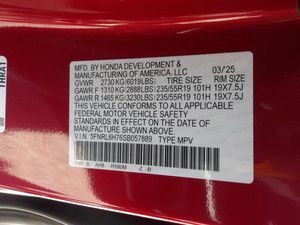 MFD. BY HONDA DEVELOPMENT & 03/25
MANUFACTURING OF AMERICA, LLC
GVWR 2730 KG (6019LBS) TIRE SIZE RIM SIZE
GAWR F 1310 KG (2888LBS) 235/55R19 101H 19X7.5J
GAWR R 1465 KG (3230LBS) 235/55R19 101H 19X7.5J
THIS VEHICLE CONFORMS TO ALL APPLICABLE
FEDERAL MOTOR VEHICLE SAFETY
STANDARDS IN EFFECT ON THE DATE OF
MANUFACTURE SHOWN ABOVE.
V.I.N: 5FNRL6H76SB057889 TYPE MPV
R580M -Z -B
THRA1